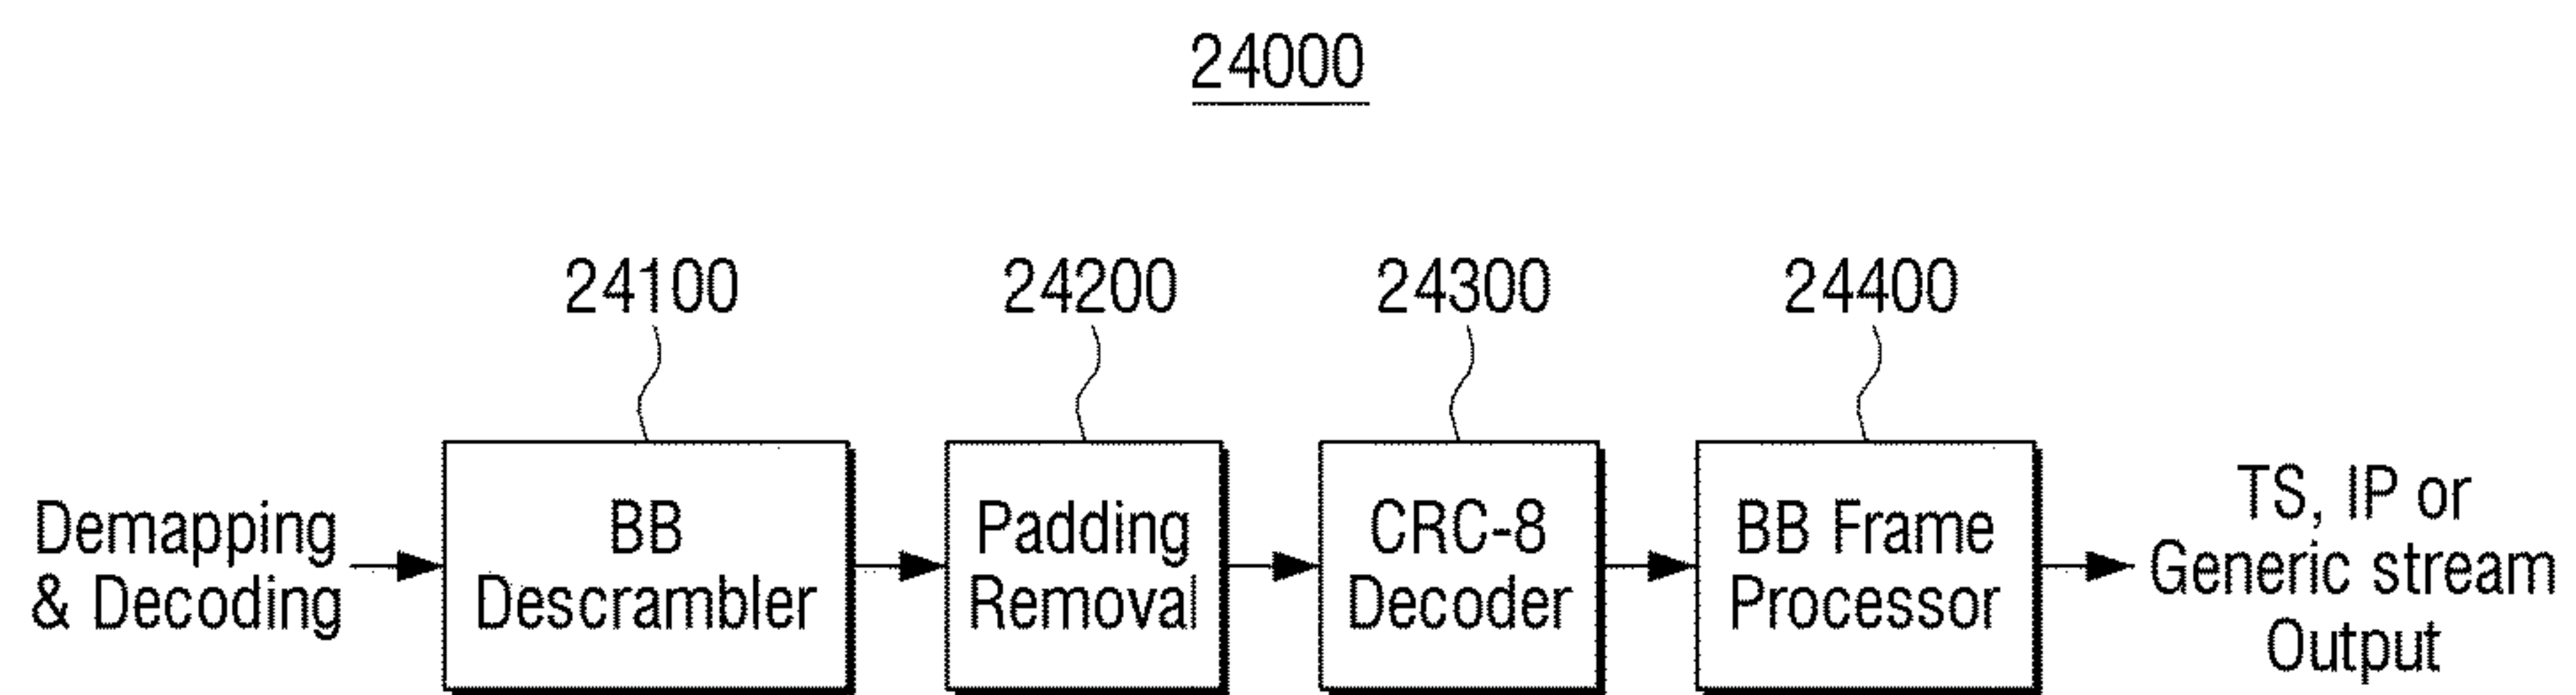 24000
24100
24200
24300
24400
Demapping
& Decoding
BB
Descrambler
Padding
Removal
CRC-8
Decoder
BB Frame
Processor
TS, IP or
Generic stream
Output